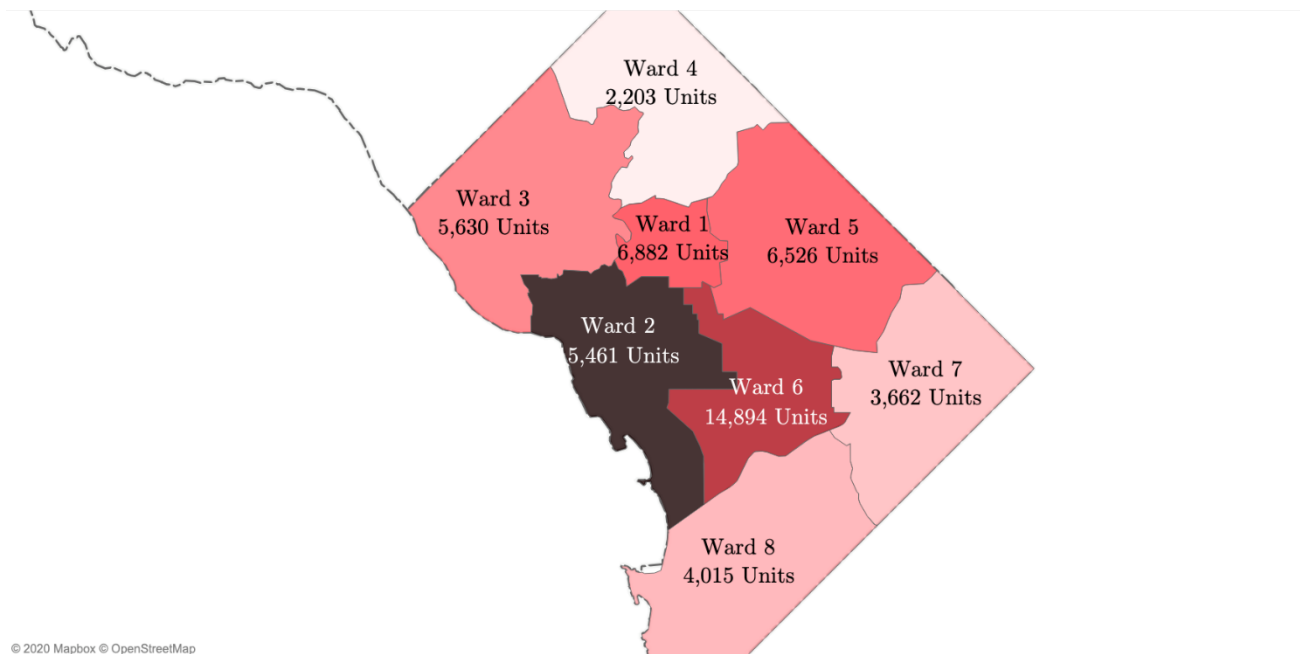 Ward 4
2,203 Units
Ward 3
5,630 Units
Ward 1
6,882 Units
Ward 5
6,526 Units
Ward 2
5,461 Units
Ward 6
14,894 Units
Ward 7
3,662 Units
Ward 8
4,015 Units
© 2020 Mapbox © OpenStreetMap